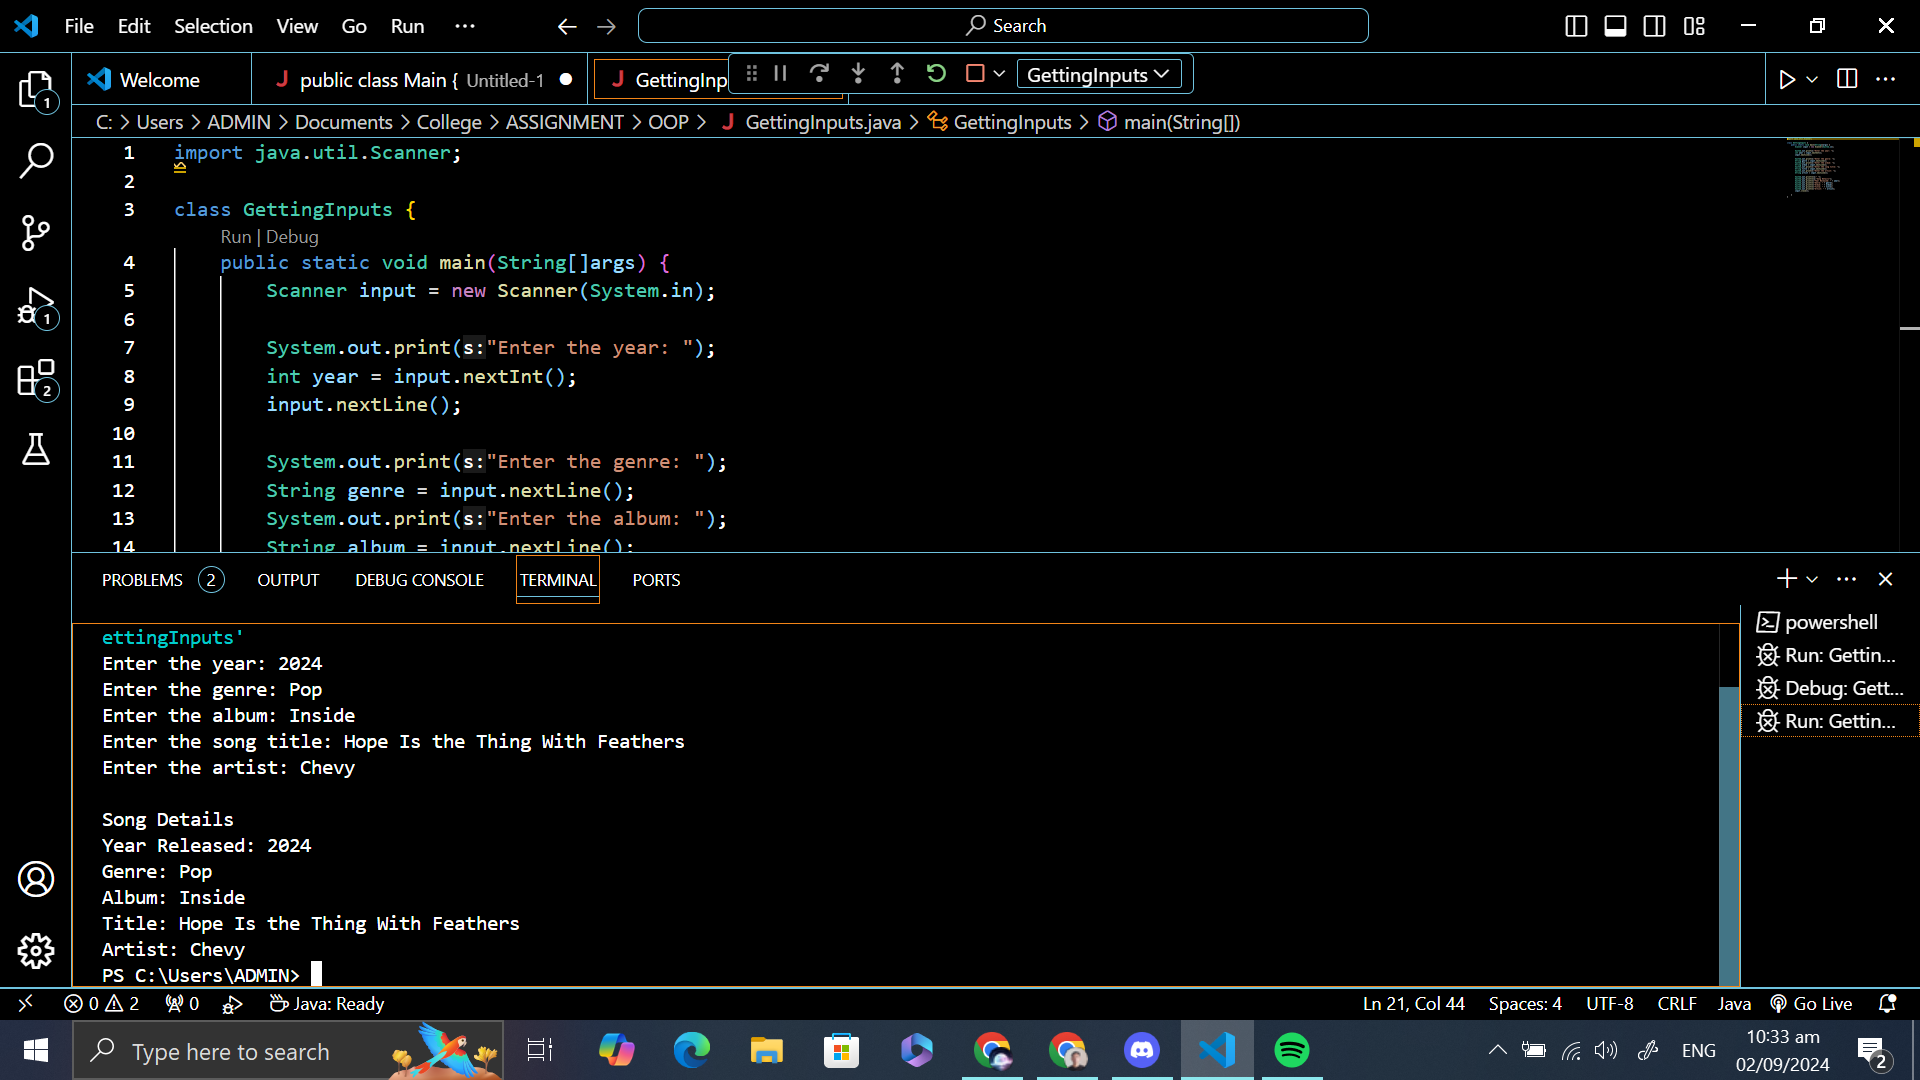 File Edit Selection View Go Run ··· Search
Welcome public class Main { Untitled-1 GettingInp GettingInputs
C: > Users > ADMIN > Documents > College > ASSIGNMENT > OOP > J GettingInputs.java > GettingInputs > main(String[])
1 import java.util.Scanner;
2
3 class GettingInputs {
Run | Debug
4 public static void main(String[]args) {
5 Scanner input = new Scanner(System.in);
6
7 System.out.print(s:"Enter the year: ");
8 int year = input.nextInt();
9 input.nextLine();
10
11 System.out.print(s:"Enter the genre: ");
12 String genre = input.nextLine();
13 System.out.print(s:"Enter the album: ");
14 String album = input.nextLine();
PROBLEMS 2 OUTPUT DEBUG CONSOLE TERMINAL PORTS
ettingInputs'
Enter the year: 2024
Enter the genre: Pop
Enter the album: Inside
Enter the song title: Hope Is the Thing With Feathers
Enter the artist: Chevy
Song Details
Year Released: 2024
Genre: Pop
Album: Inside
Title: Hope Is the Thing With Feathers
Artist: Chevy
PS C:\Users\ADMIN>
powershell
Run: Gettin...
Debug: Gett...
Run: Gettin...
1
1
2
0 2 0 Java: Ready Ln 21, Col 44 Spaces: 4 UTF-8 CRLF Java Go Live
Type here to search ENG 10:33 am
02/09/2024
2